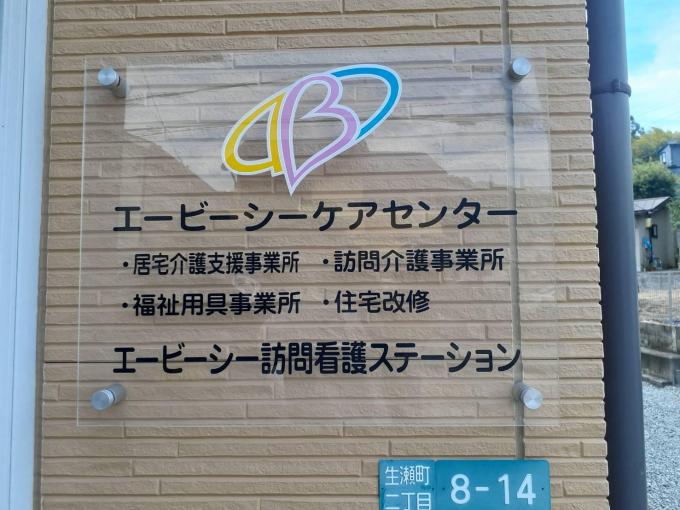 エービーシーケアセンター
・居宅介護支援事業所 ・訪問介護事業所
・福祉用具事業所 ・住宅改修
エービーシー訪問看護ステーション
生瀬町
二丁目
8-14